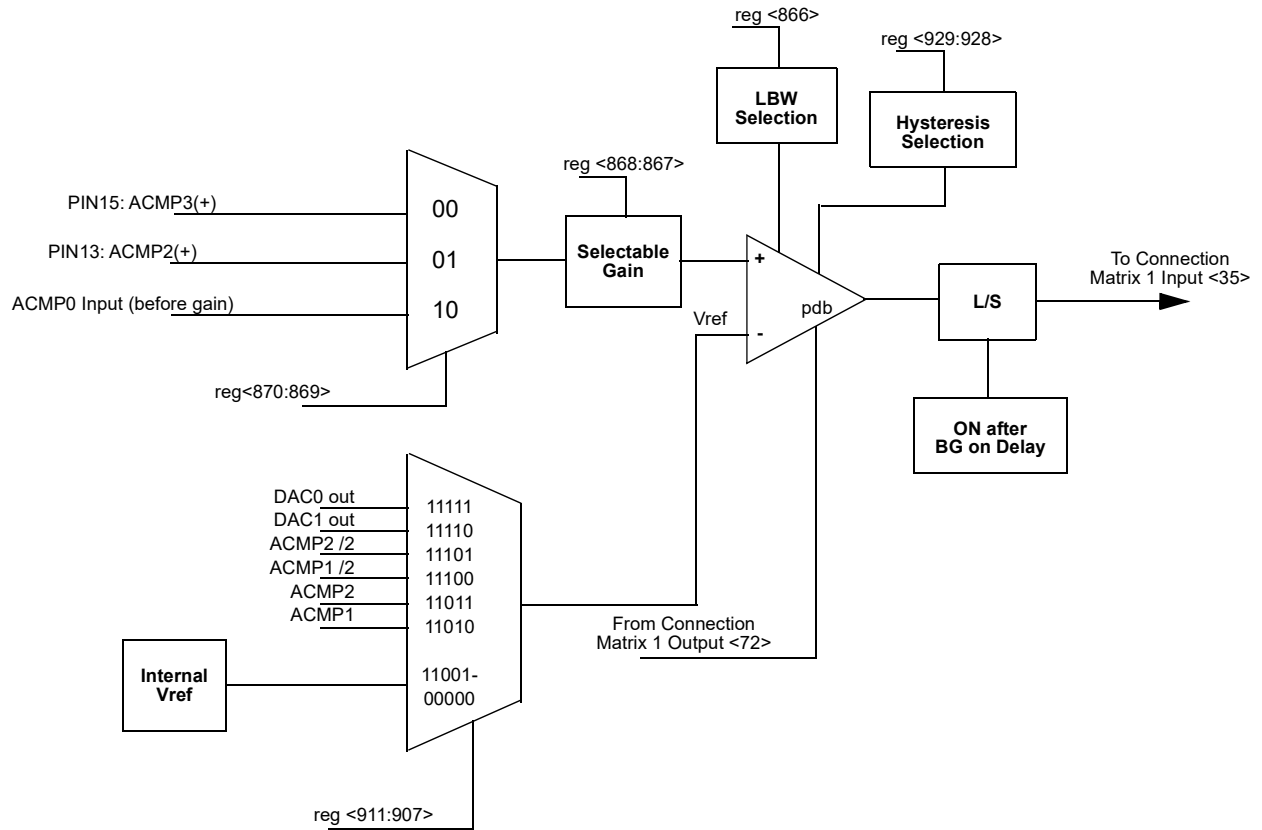 reg <866>
reg <929:928>
LBW
Selection
Hysteresis
Selection
reg <868:867>
PIN15: ACMP3(+)
00
PIN13: ACMP2(+)
01
ACMP0 Input (before gain)
10
Selectable
Gain
+
-
pdb
Vref
L/S
To Connection
Matrix 1 Input <35>
reg<870:869>
ON after
BG on Delay
DAC0 out
11111
DAC1 out
11110
ACMP2 /2
11101
ACMP1 /2
11100
ACMP2
11011
ACMP1
11010
From Connection
Matrix 1 Output <72>
Internal
Vref
11001-
00000
reg <911:907>